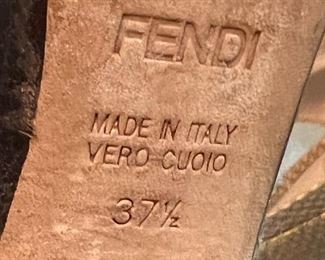 FENDI
MADE IN ITALY
VERO CUOIO
37½